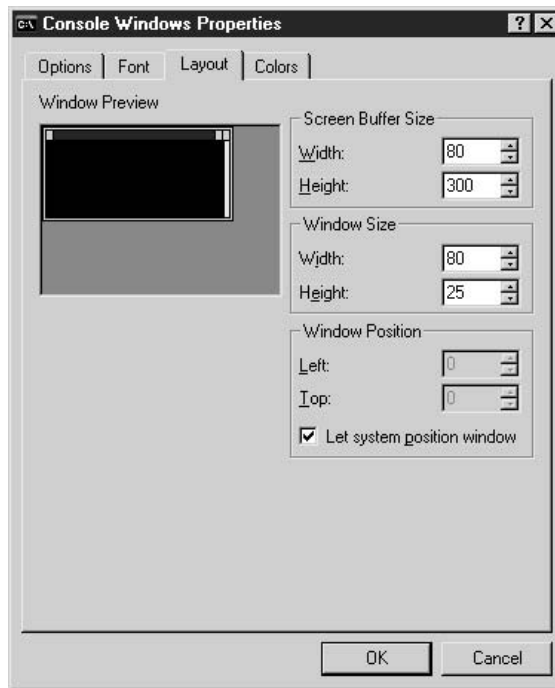 C:\ Console Windows Properties ? X
Options Font Layout Colors
Window Preview
Screen Buffer Size
Width: 80
Height: 300
Window Size
Width: 80
Height: 25
Window Position
Left: 0
Top: 0
Let system position window
OK Cancel